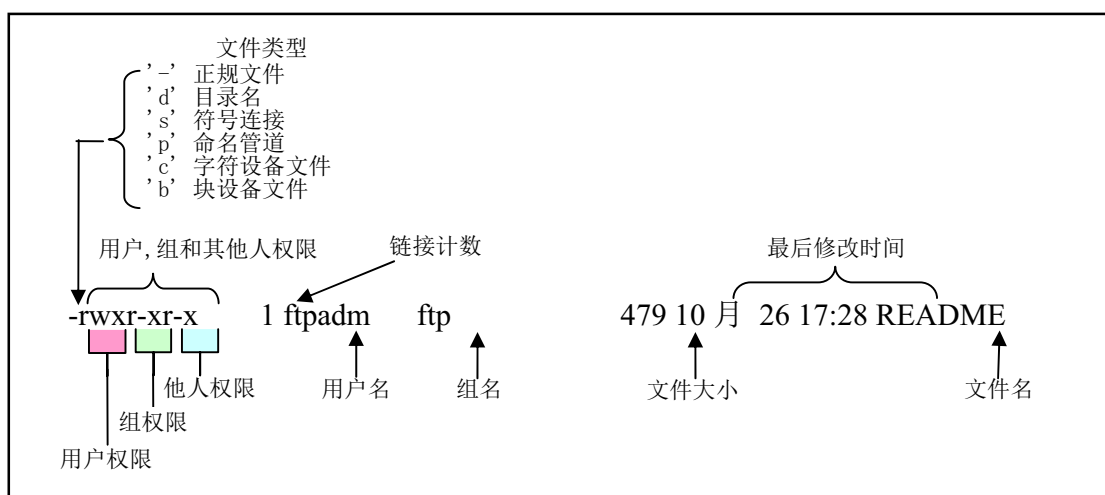 文件类型
'-' 正规文件
'd' 目录名
's' 符号连接
'p' 命名管道
'c' 字符设备文件
'b' 块设备文件
用户,组和其他人权限
链接计数
最后修改时间
-rwxr-xr-x 1 ftpadm ftp 479 10 月 26 17:28 README
他人权限
用户名
组名
文件大小
文件名
组权限
用户权限